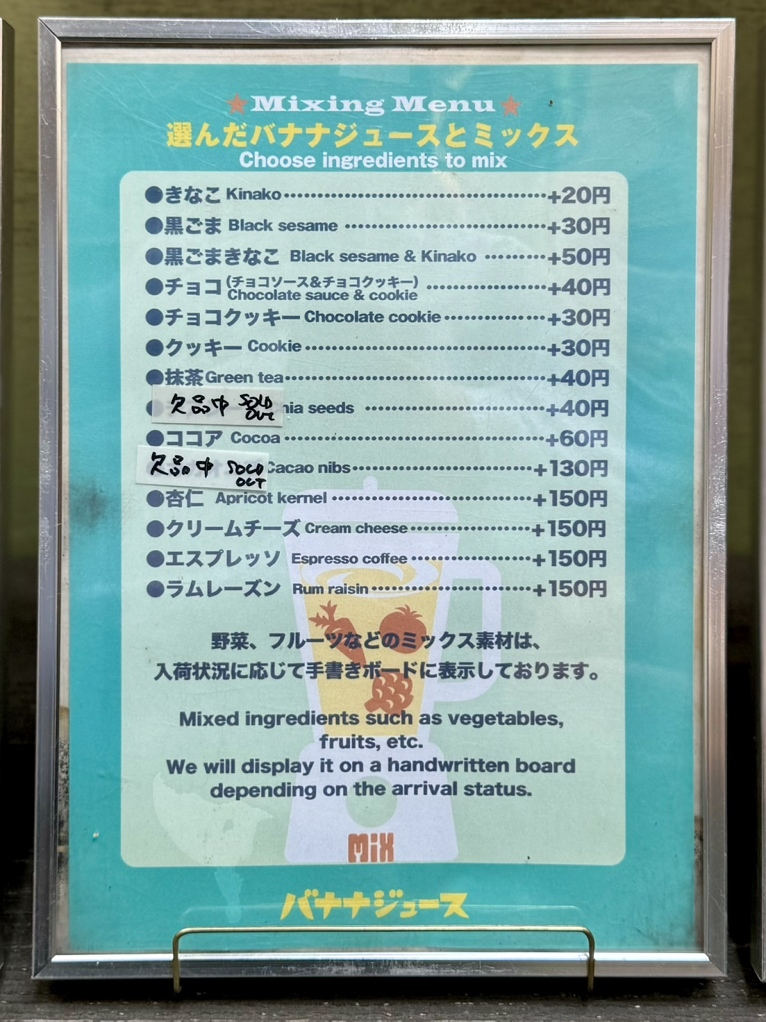 ★Mixing Menu★
選んだバナナジュースとミックス
Choose ingredients to mix
●きなこ Kinako‥‥‥‥‥‥‥‥‥‥‥‥+20円
●黒ごま Black sesame ‥‥‥‥‥‥‥‥‥+30円
●黒ごまきなこ Black sesame & Kinako ‥‥‥+50円
●チョコ(チョコソース&チョコクッキー)‥‥‥‥‥+40円
Chocolate sauce & cookie
●チョコクッキー Chocolate cookie‥‥‥‥‥+30円
●クッキー Cookie‥‥‥‥‥‥‥‥‥‥‥+30円
●抹茶 Green tea‥‥‥‥‥‥‥‥‥‥‥‥+40円
欠品中 SOLD OUT seeds ‥‥‥‥‥‥‥‥+40円
●ココア Cocoa‥‥‥‥‥‥‥‥‥‥‥‥+60円
欠品中 SOLD OUT Cacao nibs‥‥‥‥‥‥‥+130円
●杏仁 Apricot kernel‥‥‥‥‥‥‥‥‥+150円
●クリームチーズ Cream cheese‥‥‥‥‥‥+150円
●エスプレッソ Espresso coffee‥‥‥‥‥‥+150円
●ラムレーズン Rum raisin‥‥‥‥‥‥‥‥+150円
野菜、フルーツなどのミックス素材は、
入荷状況に応じて手書きボードに表示しております。
Mixed ingredients such as vegetables,
fruits, etc.
We will display it on a handwritten board
depending on the arrival status.
MiX
バナナジュース